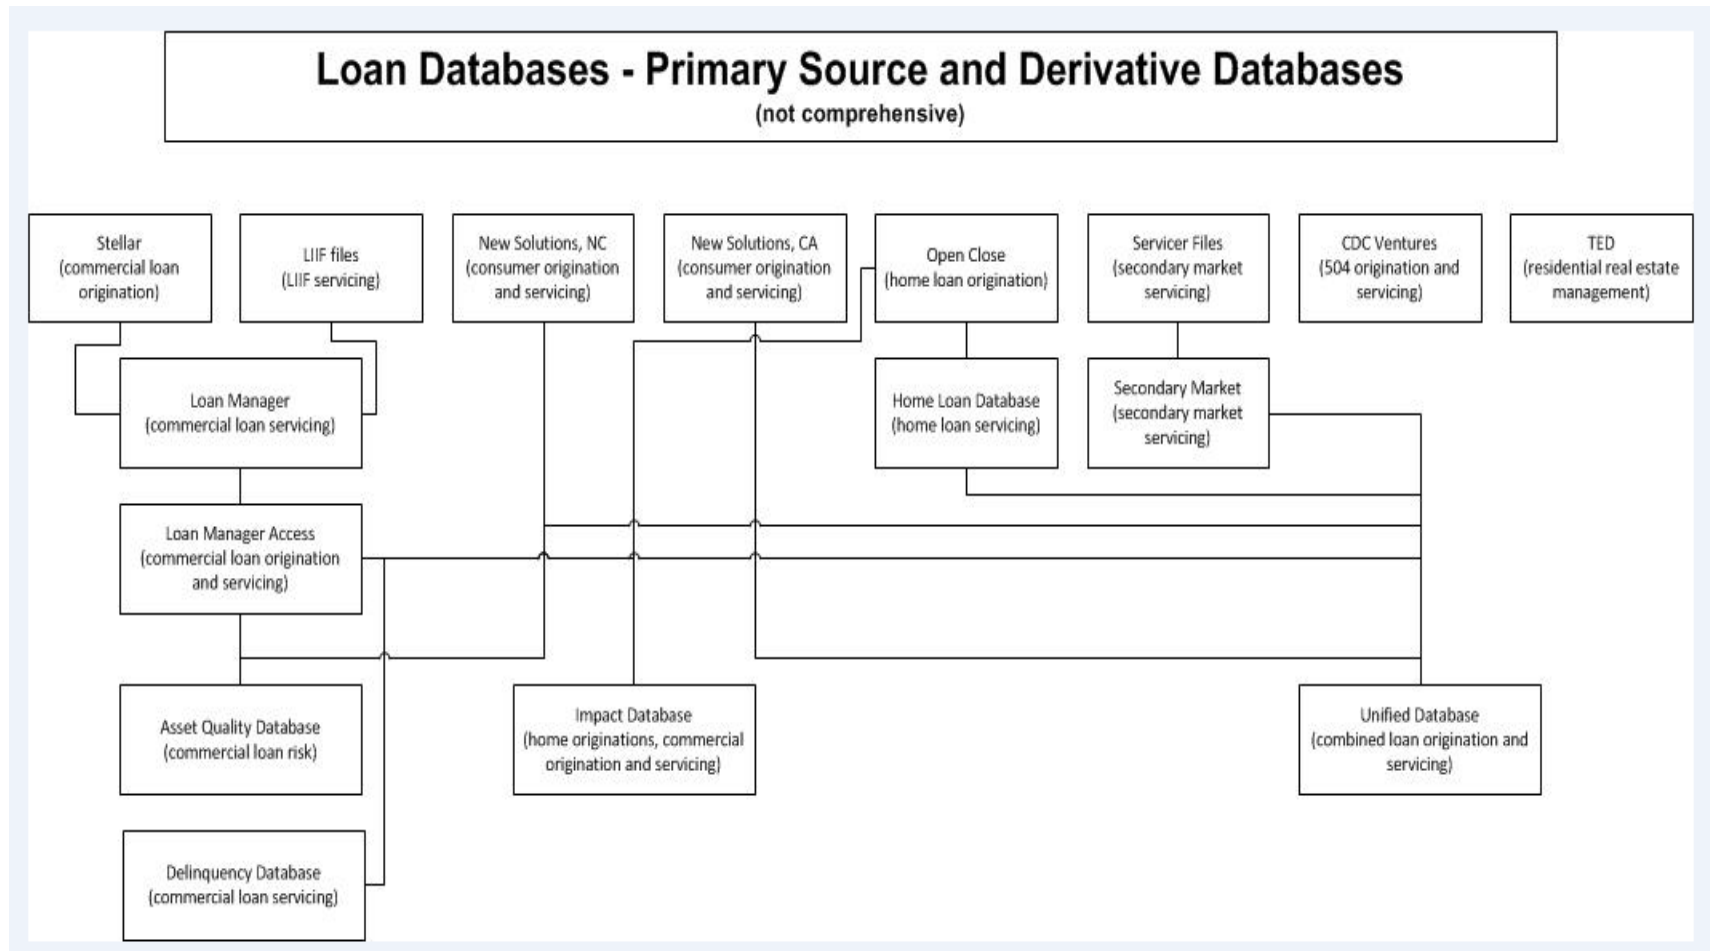 Loan Databases - Primary Source and Derivative Databases
(not comprehensive)
Stellar
(commercial loan
origination)
LIIF files
(LIIF servicing)
New Solutions, NC
(consumer origination
and servicing)
New Solutions, CA
(consumer origination
and servicing)
Open Close
(home loan origination)
Servicer Files
(secondary market
servicing)
CDC Ventures
(504 origination and
servicing)
TED
(residential real estate
management)
Loan Manager
(commercial loan servicing)
Home Loan Database
(home loan servicing)
Secondary Market
(secondary market
servicing)
Loan Manager Access
(commercial loan origination
and servicing)
Asset Quality Database
(commercial loan risk)
Impact Database
(home originations, commercial
origination and servicing)
Unified Database
(combined loan origination and
servicing)
Delinquency Database
(commercial loan servicing)